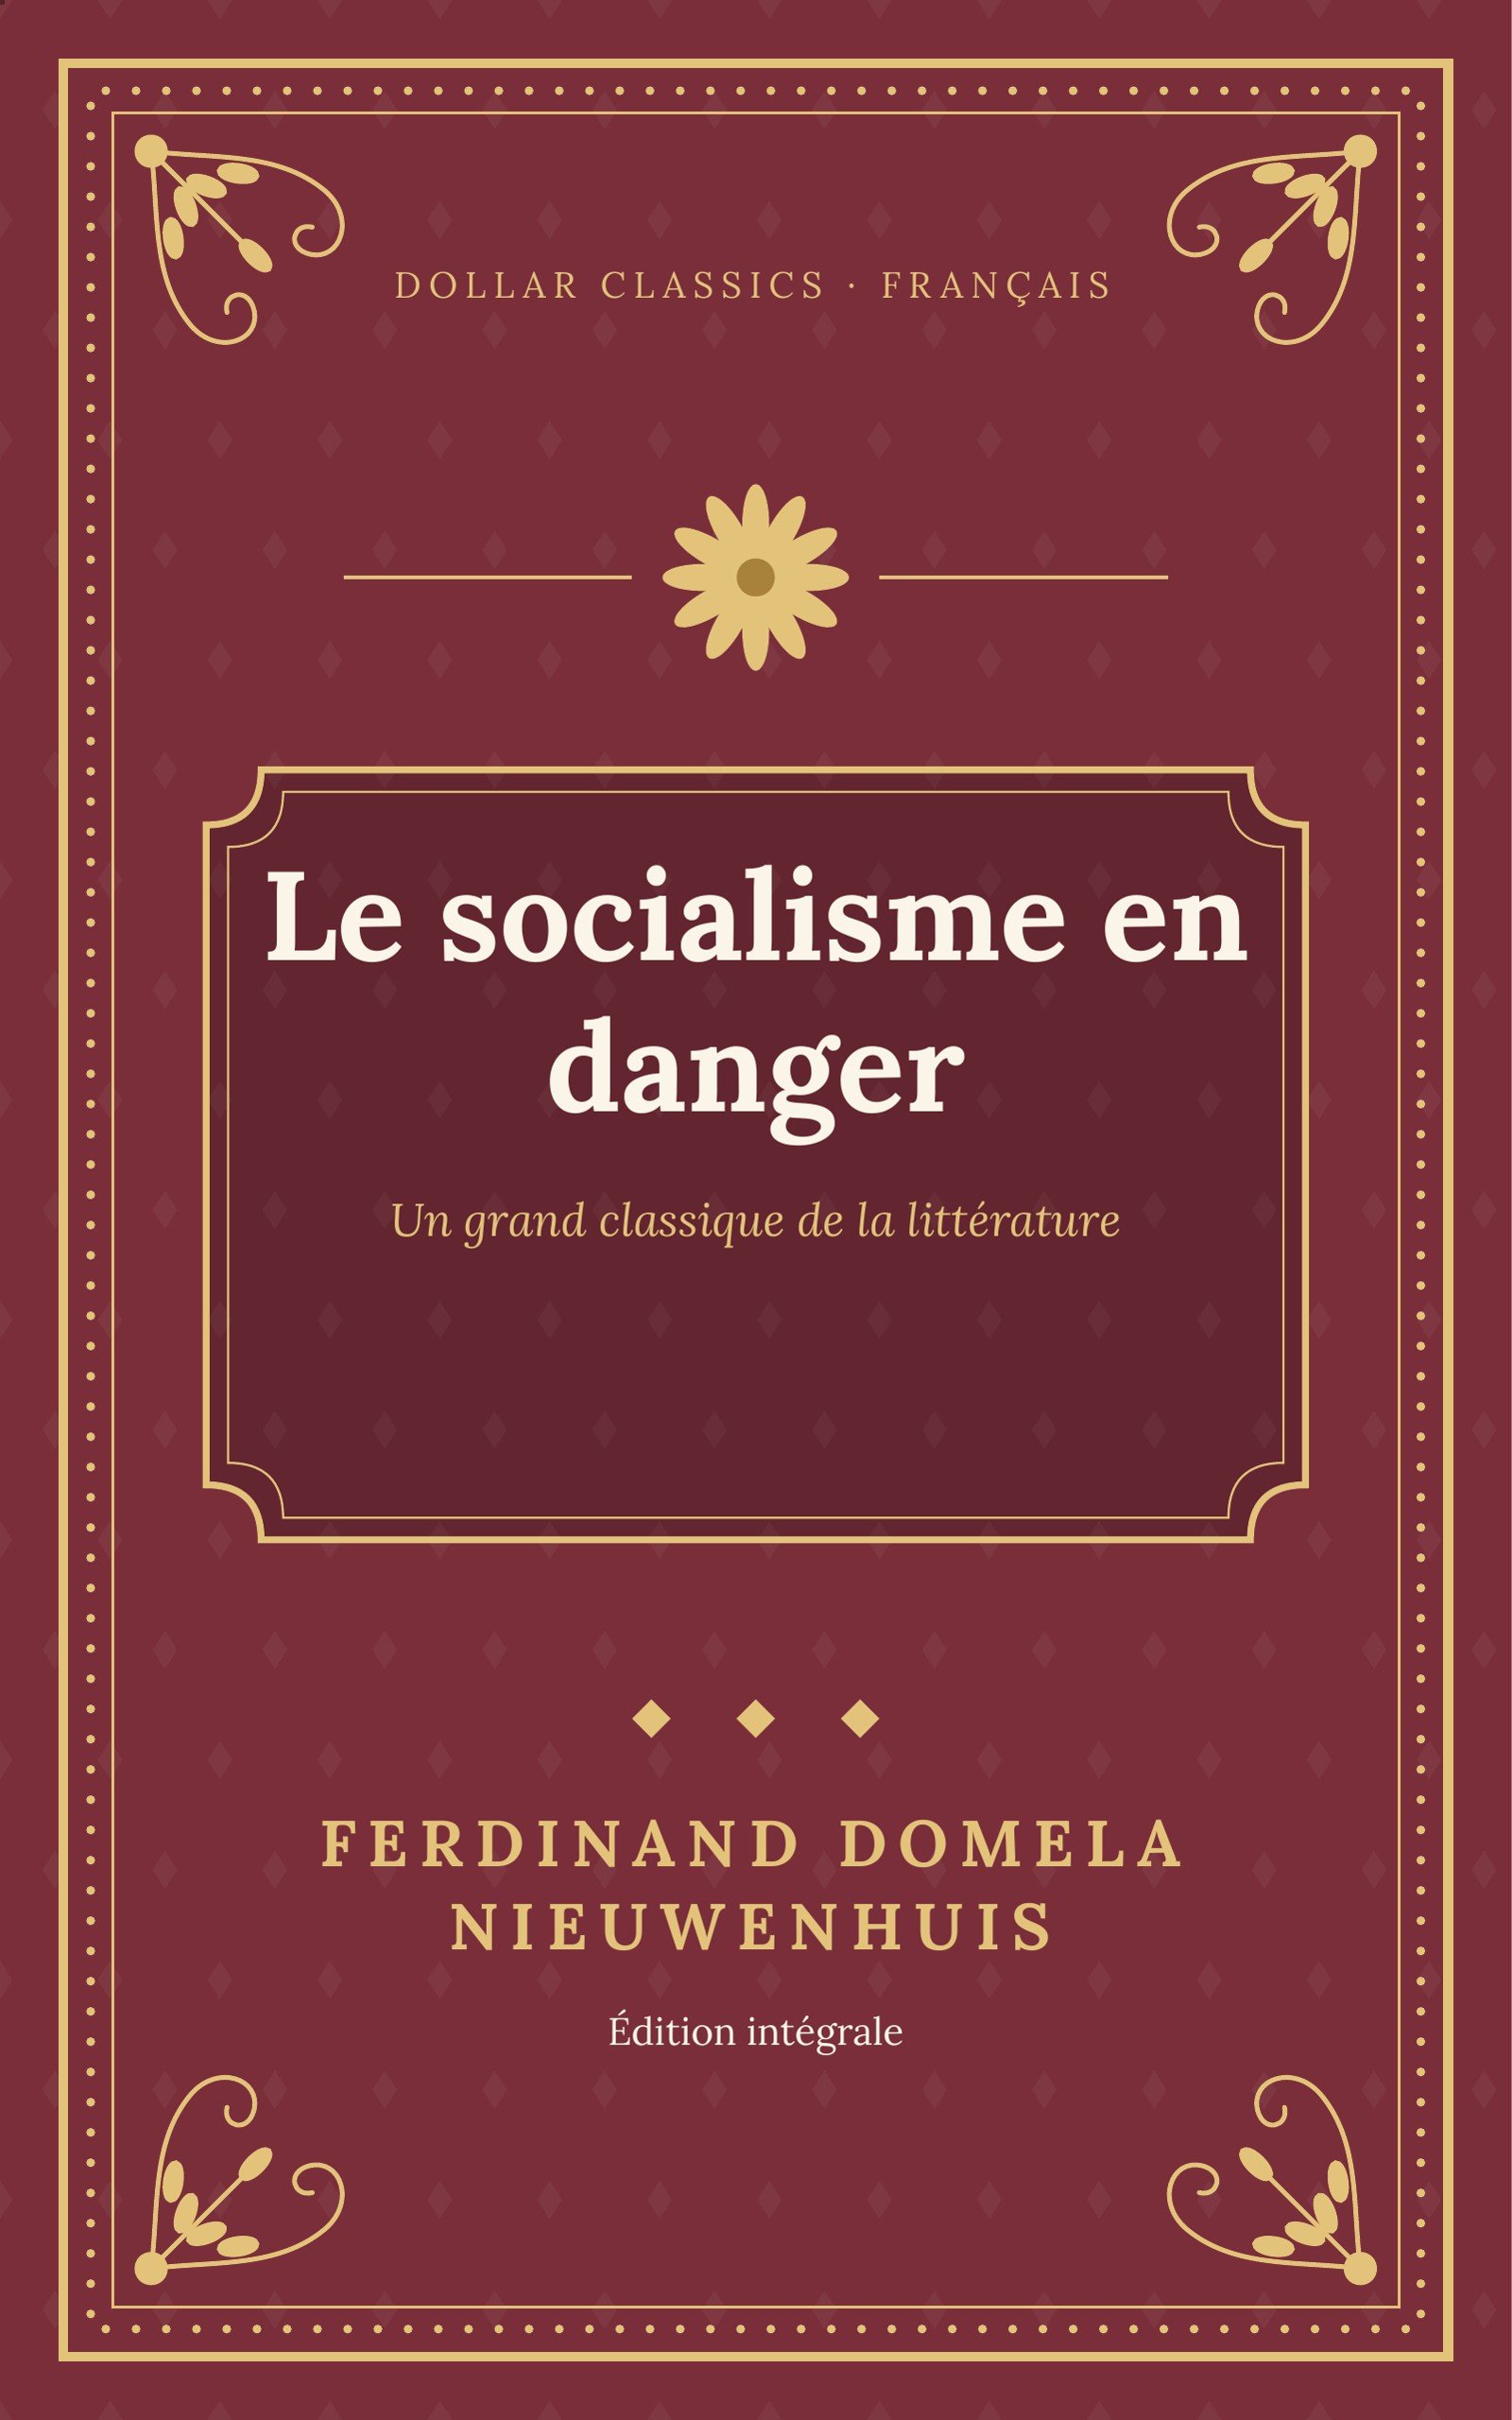 DOLLAR CLASSICS · FRANÇAIS
Le socialisme en
danger
Un grand classique de la littérature
FERDINAND DOMELA
NIEUWENHUIS
Édition intégrale